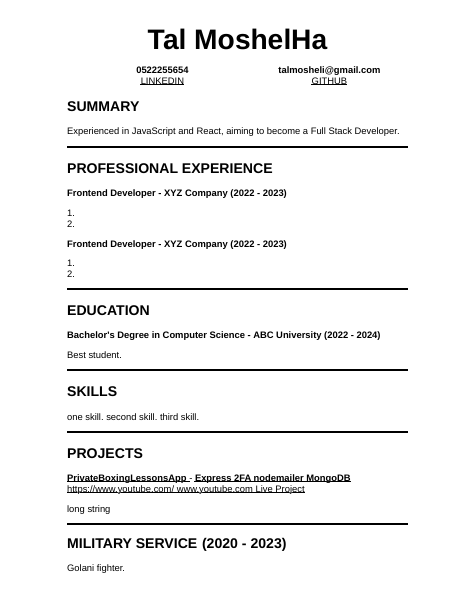 Tal MoshelHa
0522255654 talmosheli@gmail.com
LINKEDIN GITHUB
SUMMARY
Experienced in JavaScript and React, aiming to become a Full Stack Developer.
PROFESSIONAL EXPERIENCE
Frontend Developer - XYZ Company (2022 - 2023)
1.
2.
Frontend Developer - XYZ Company (2022 - 2023)
1.
2.
EDUCATION
Bachelor's Degree in Computer Science - ABC University (2022 - 2024)
Best student.
SKILLS
one skill. second skill. third skill.
PROJECTS
PrivateBoxingLessonsApp - Express 2FA nodemailer MongoDB
https://www.youtube.com/ www.youtube.com Live Project
long string
MILITARY SERVICE (2020 - 2023)
Golani fighter.